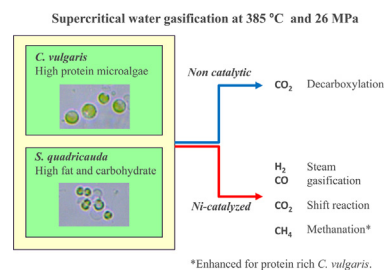 Supercritical water gasification at 385 °C and 26 MPa
C. vulgaris
High protein microalgae
S. quadricauda
High fat and carbohydrate
Non catalytic
CO₂ Decarboxylation
Ni-catalyzed
H₂ Steam
CO gasification
CO₂ Shift reaction
CH₄ Methanation*
*Enhanced for protein rich C. vulgaris.